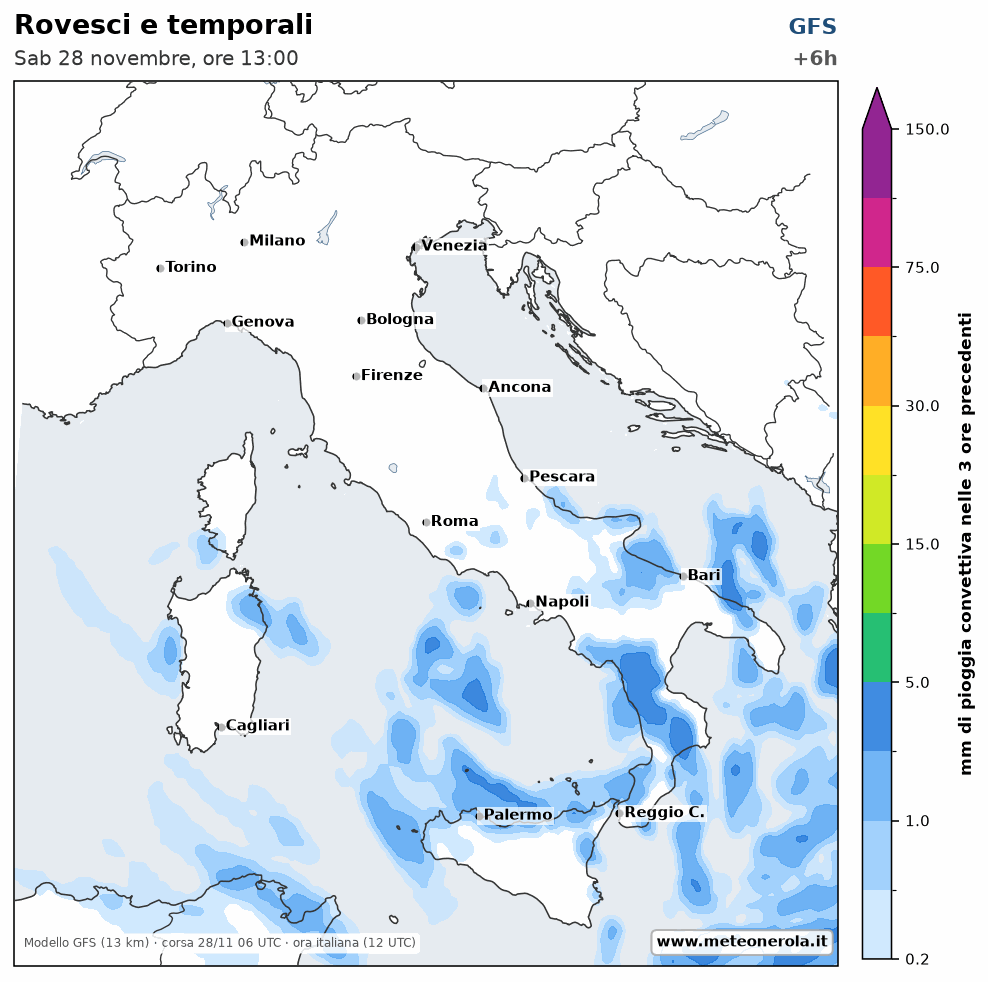 Rovesci e temporali
GFS
Sab 28 novembre, ore 13:00
+6h
150.0
75.0
30.0
15.0
5.0
1.0
0.2
mm di pioggia convettiva nelle 3 ore precedenti
Milano
Venezia
Torino
Genova
Bologna
Firenze
Ancona
Pescara
Roma
Bari
Napoli
Cagliari
Palermo
Reggio C.
Modello GFS (13 km) · corsa 28/11 06 UTC · ora italiana (12 UTC)
www.meteonerola.it